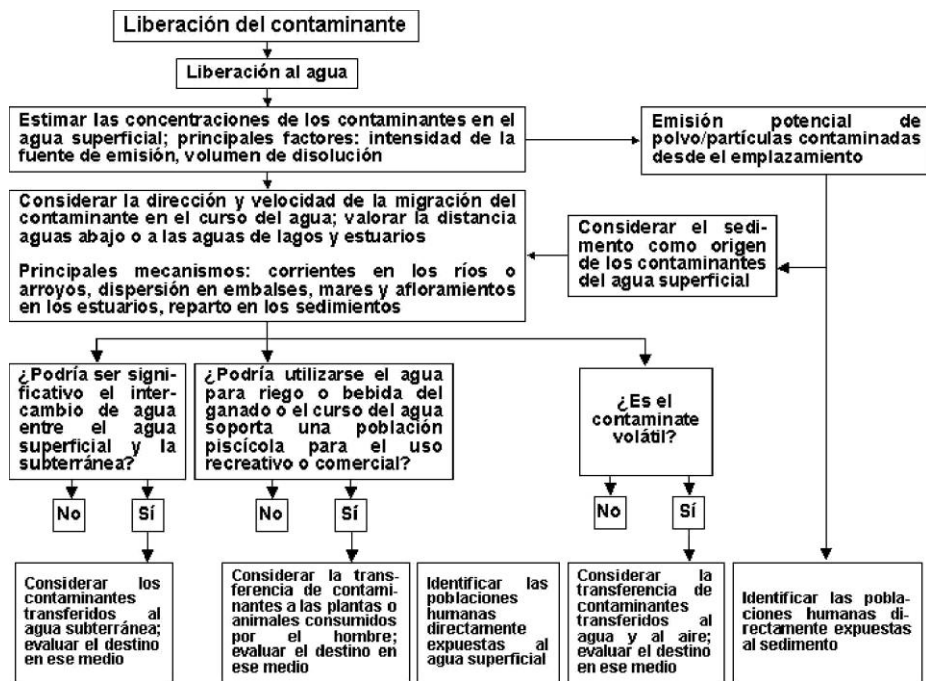 Liberación del contaminante
Liberación al agua
Estimar las concentraciones de los contaminantes en el
agua superficial; principales factores: intensidad de la
fuente de emisión, volumen de disolución
Emisión potencial de
polvo/partículas contaminadas
desde el emplazamiento
Considerar la dirección y velocidad de la migración del
contaminante en el curso del agua; valorar la distancia
aguas abajo o a las aguas de lagos y estuarios
Principales mecanismos: corrientes en los ríos o
arroyos, dispersión en embalses, mares y afloramientos
en los estuarios, reparto en los sedimientos
Considerar el sedi-
mento como origen
de los contaminantes
del agua superficial
¿Podría ser signi-
ficativo el inter-
cambio de agua
entre el agua
superficial y la
subterránea?
¿Podría utilizarse el agua
para riego o bebida del
ganado o el curso del agua
soporta una población
piscícola para el uso
recreativo o comercial?
¿Es el
contaminate
volátil?
No
Sí
No
Sí
No
Sí
Considerar los
contaminantes
transferidos al
agua subterránea;
evaluar el destino
en ese medio
Considerar la trans-
ferencia de contami-
nantes a las plantas o
animales consumidos
por el hombre;
evaluar el destino en
ese medio
Identificar las
poblaciones
humanas
directamente
expuestas al
agua superficial
Considerar la
transferencia de
contaminantes
transferidos al
agua y al aire;
evaluar el destino
en ese medio
Identificar las pobla-
ciones humanas di-
rectamente expuestas
al sedimento